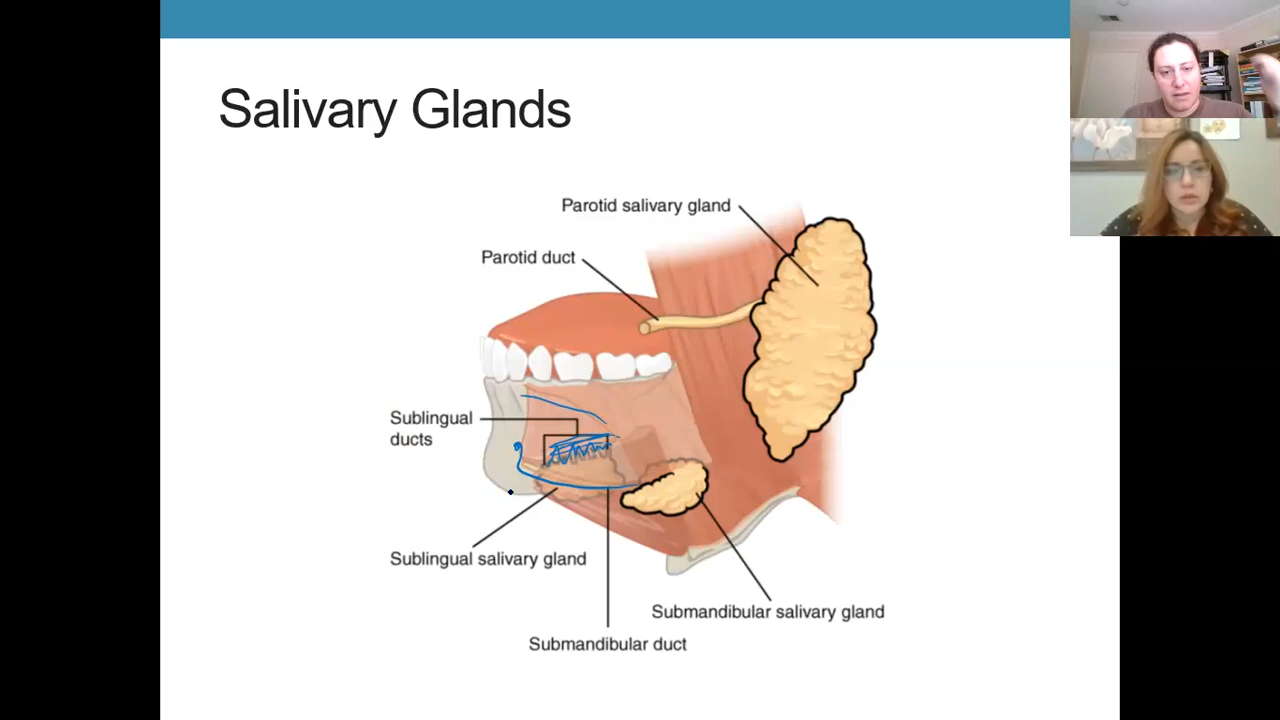 Salivary Glands
Parotid salivary gland
Parotid duct
Sublingual
ducts
Sublingual salivary gland
Submandibular salivary gland
Submandibular duct